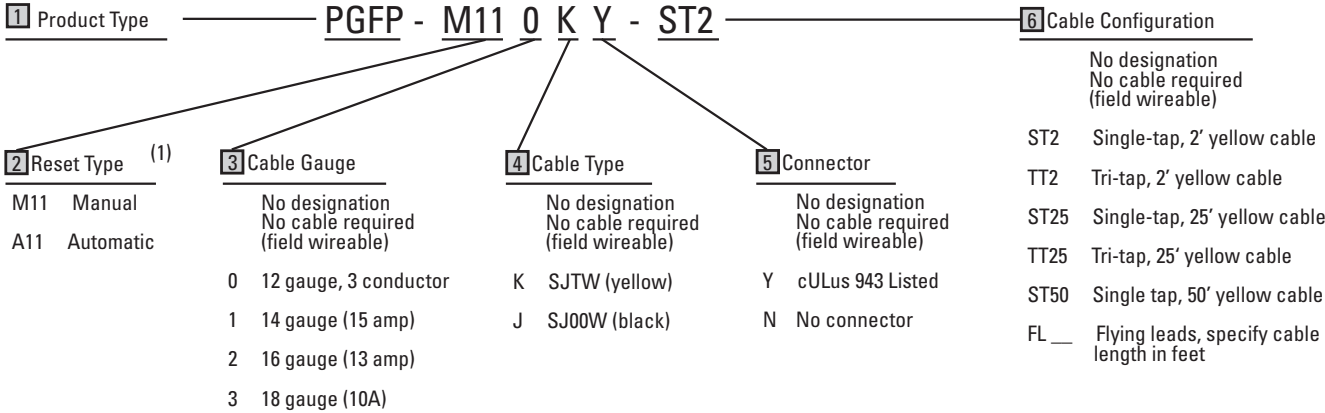 1 Product Type
PGFP - M11 0 K Y - ST2
6 Cable Configuration
No designation
No cable required
(field wireable)
ST2 Single-tap, 2’ yellow cable
TT2 Tri-tap, 2’ yellow cable
ST25 Single-tap, 25’ yellow cable
TT25 Tri-tap, 25‘ yellow cable
ST50 Single tap, 50’ yellow cable
FL __ Flying leads, specify cable
length in feet
2 Reset Type (1)
M11 Manual
A11 Automatic
3 Cable Gauge
No designation
No cable required
(field wireable)
0 12 gauge, 3 conductor
1 14 gauge (15 amp)
2 16 gauge (13 amp)
3 18 gauge (10A)
4 Cable Type
No designation
No cable required
(field wireable)
K SJTW (yellow)
J SJ00W (black)
5 Connector
No designation
No cable required
(field wireable)
Y cULus 943 Listed
N No connector